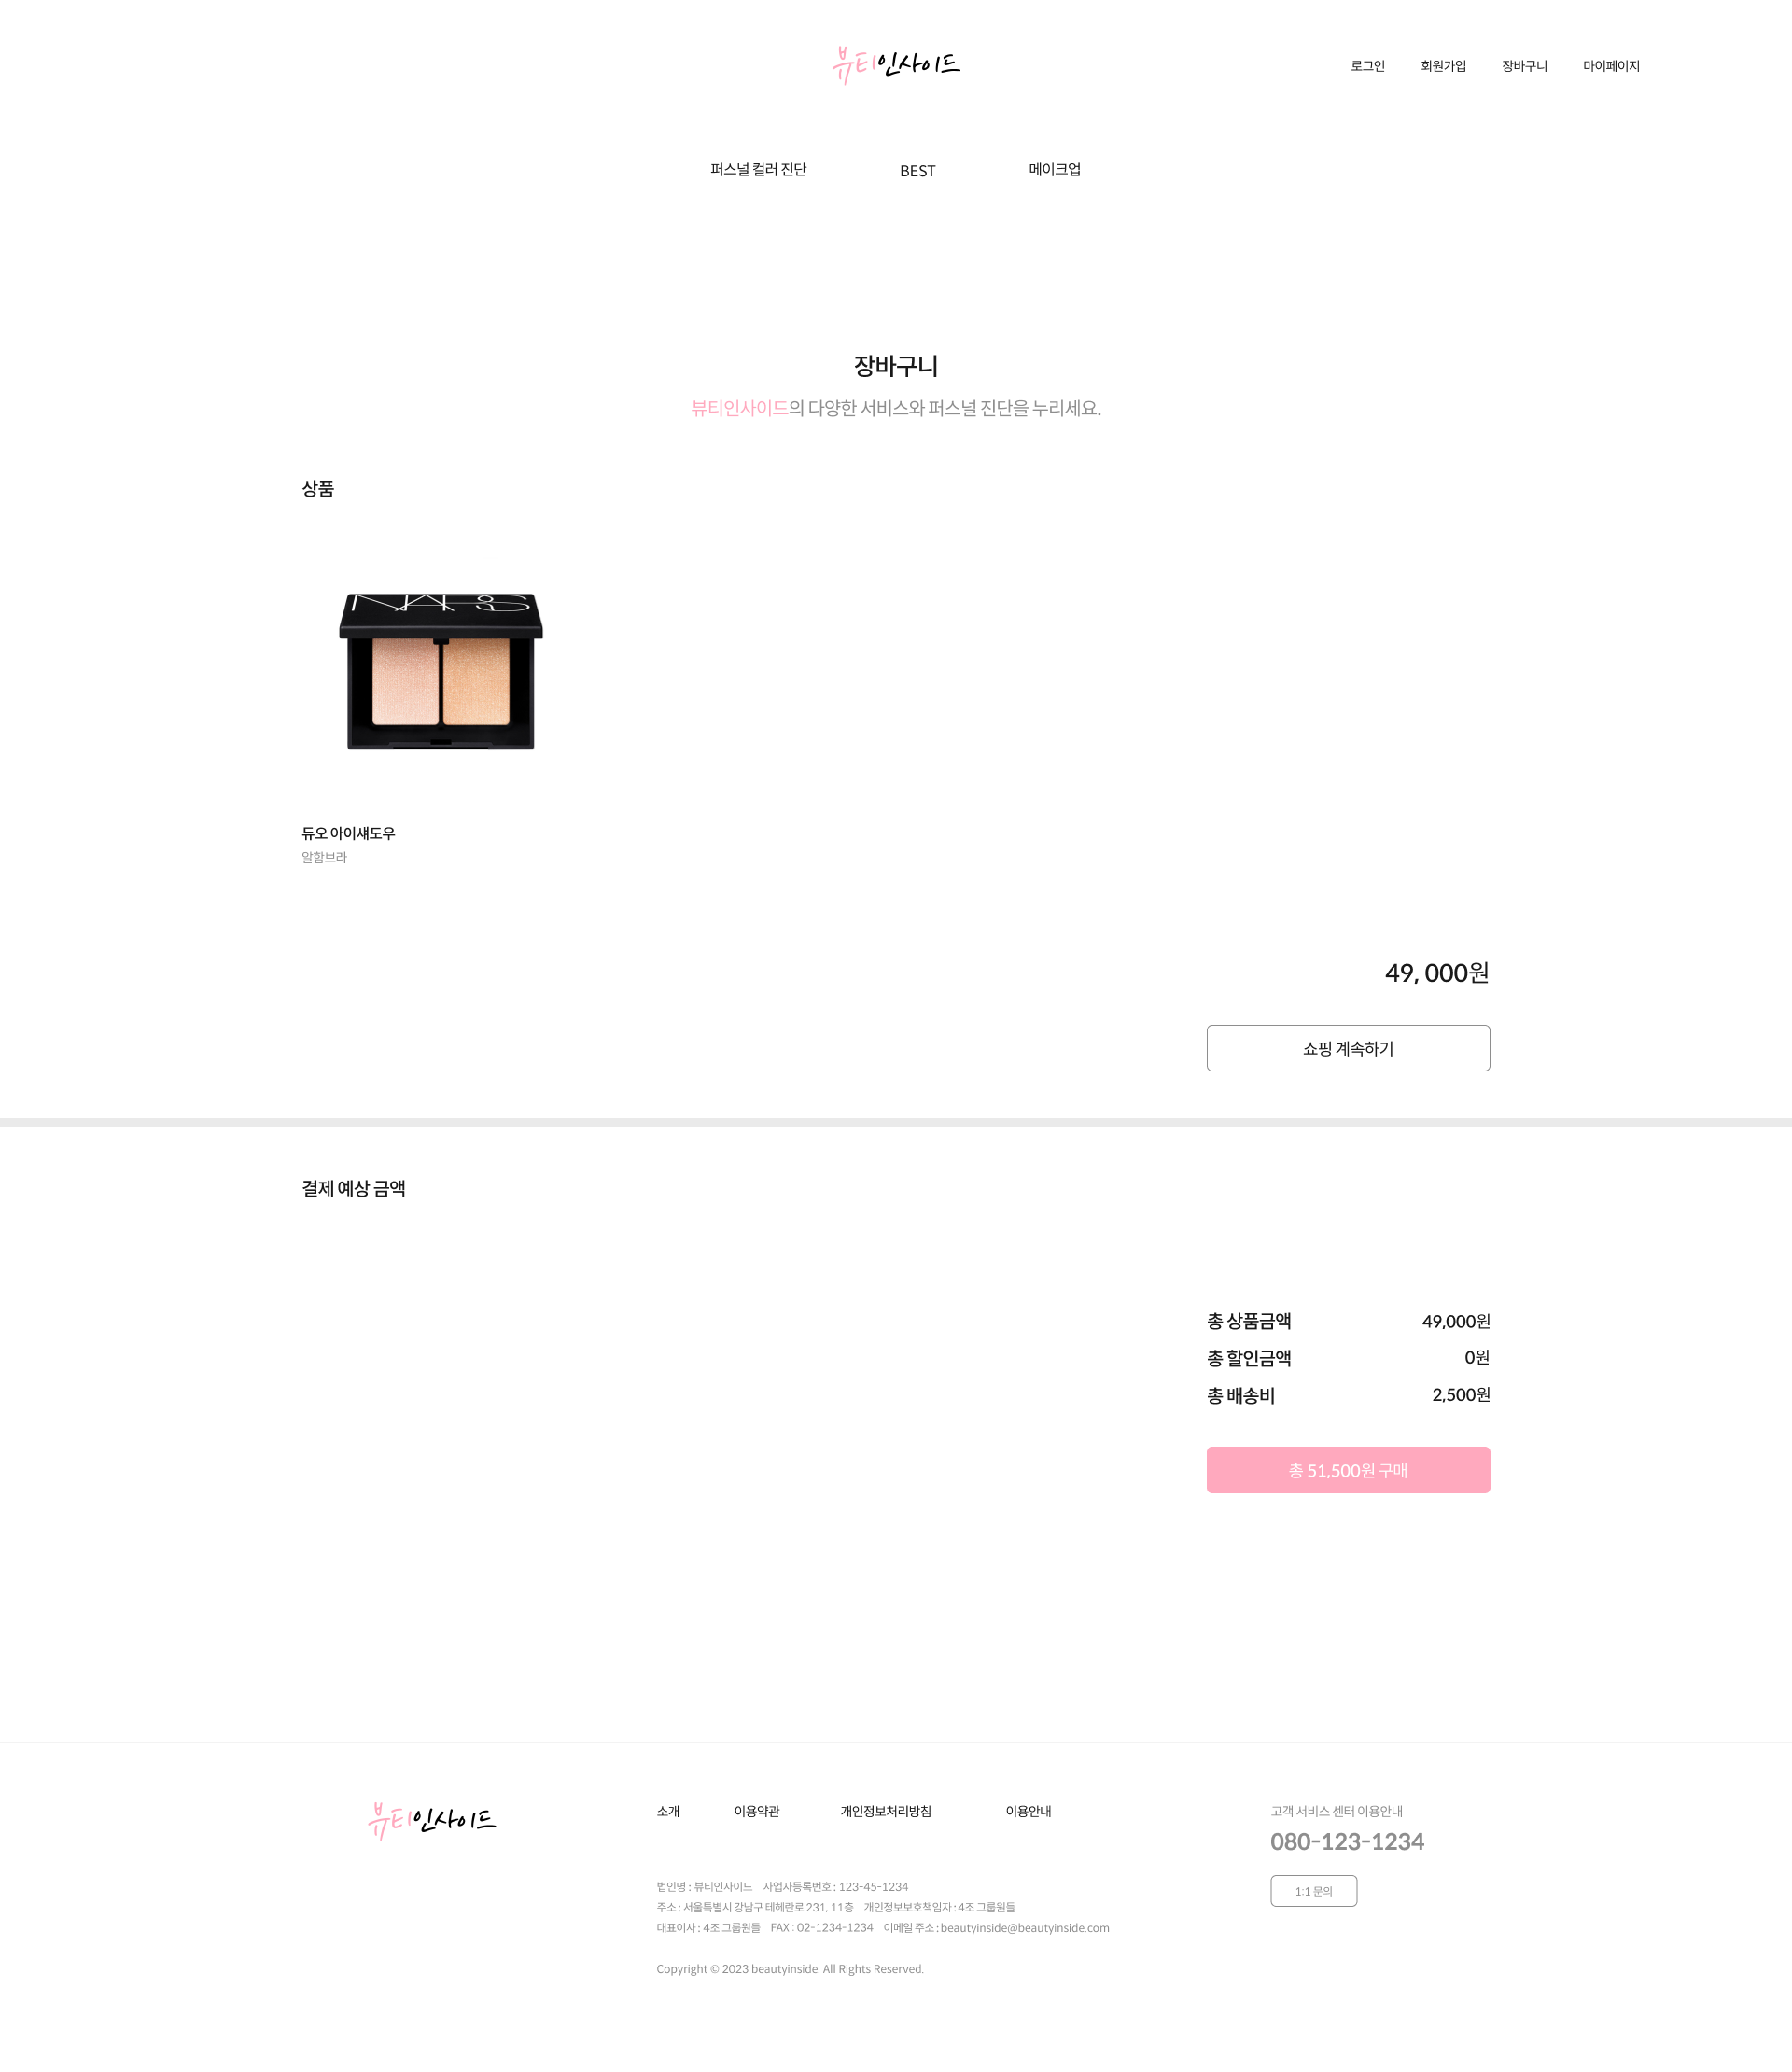 뷰티인사이드
로그인 회원가입 장바구니 마이페이지
퍼스널 컬러 진단 BEST 메이크업
장바구니
뷰티인사이드의 다양한 서비스와 퍼스널 진단을 누리세요.
상품
NARS
듀오 아이섀도우
알함브라
49, 000원
쇼핑 계속하기
결제 예상 금액
총 상품금액 49,000원
총 할인금액 0원
총 배송비 2,500원
총 51,500원 구매
뷰티인사이드
소개 이용약관 개인정보처리방침 이용안내
법인명 : 뷰티인사이드 사업자등록번호 : 123-45-1234
주소 : 서울특별시 강남구 테헤란로 231, 11층 개인정보보호책임자 : 4조 그룹원들
대표이사 : 4조 그룹원들 FAX : 02-1234-1234 이메일 주소 : beautyinside@beautyinside.com
Copyright © 2023 beautyinside. All Rights Reserved.
고객 서비스 센터 이용안내
080-123-1234
1:1 문의